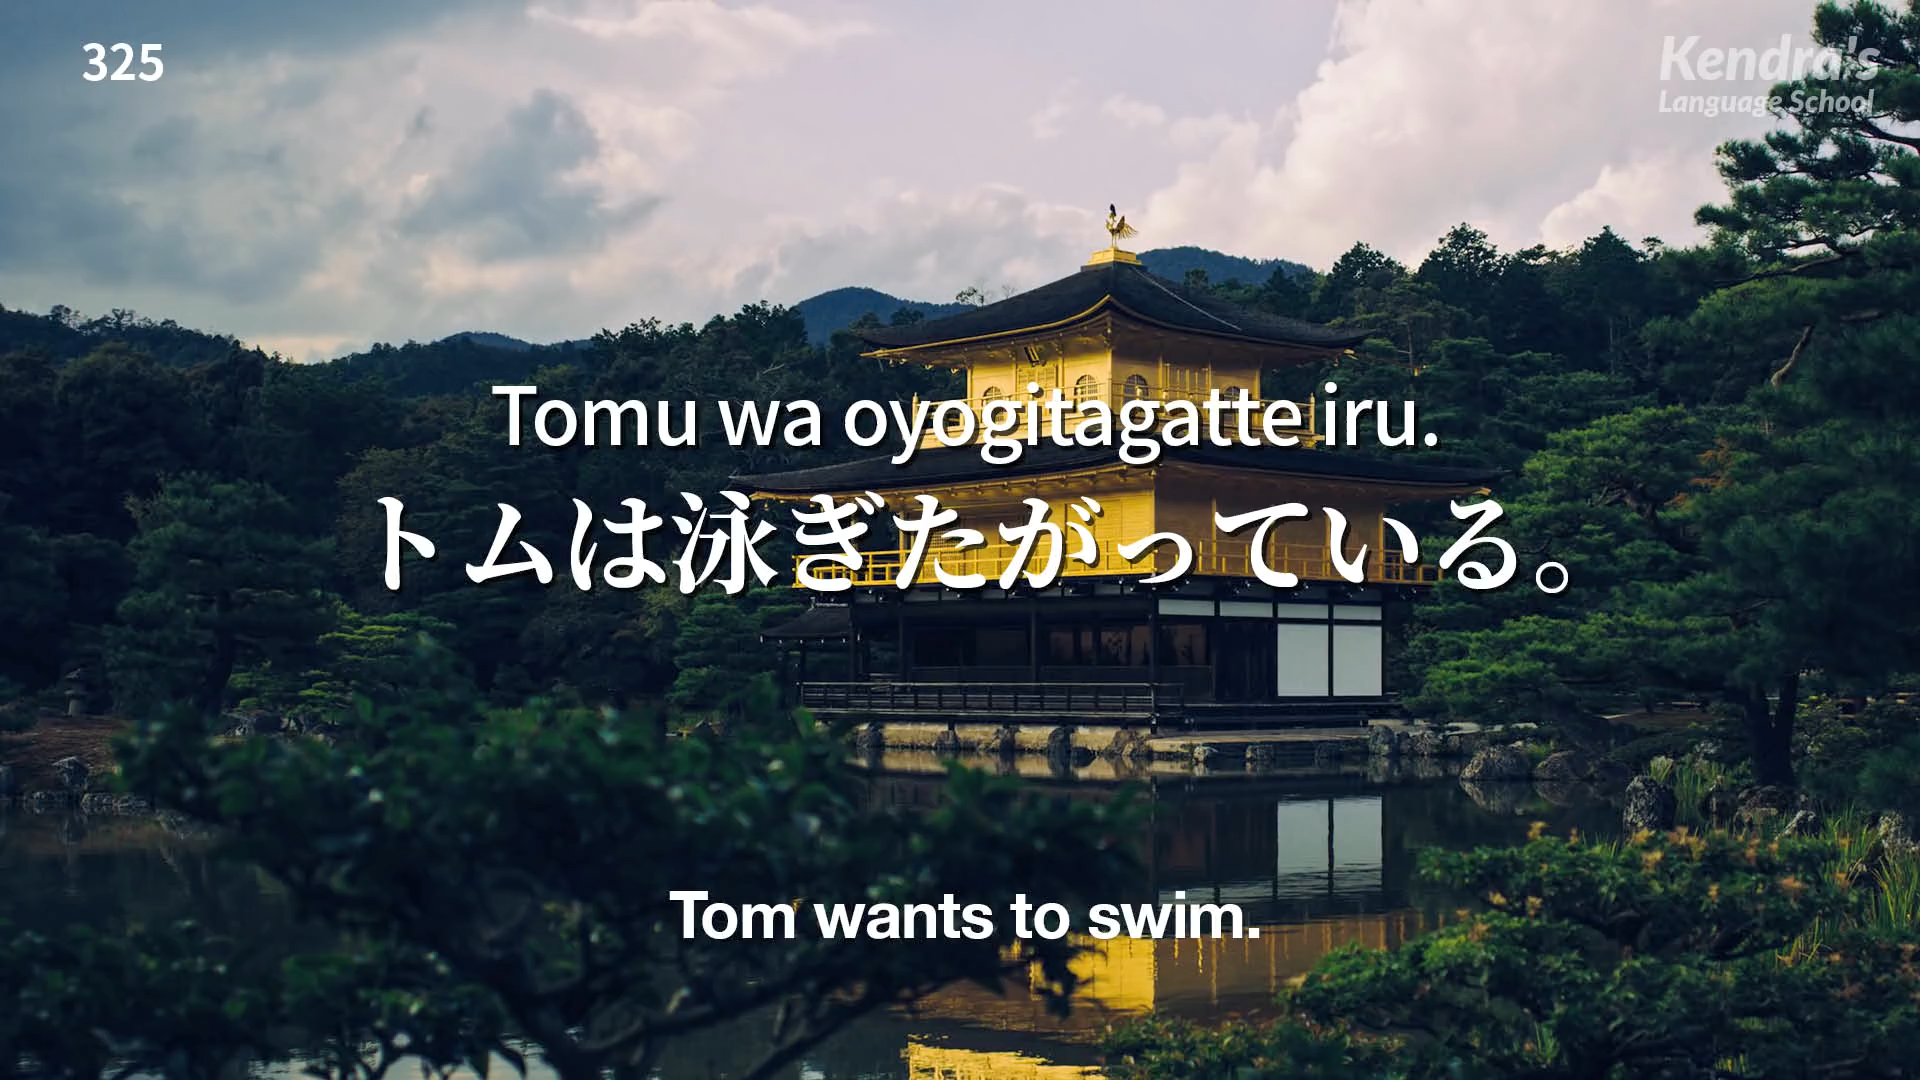 325
Kendra's
Language School
Tomu wa oyogitagatte iru.
トムは泳ぎたがっている。
Tom wants to swim.